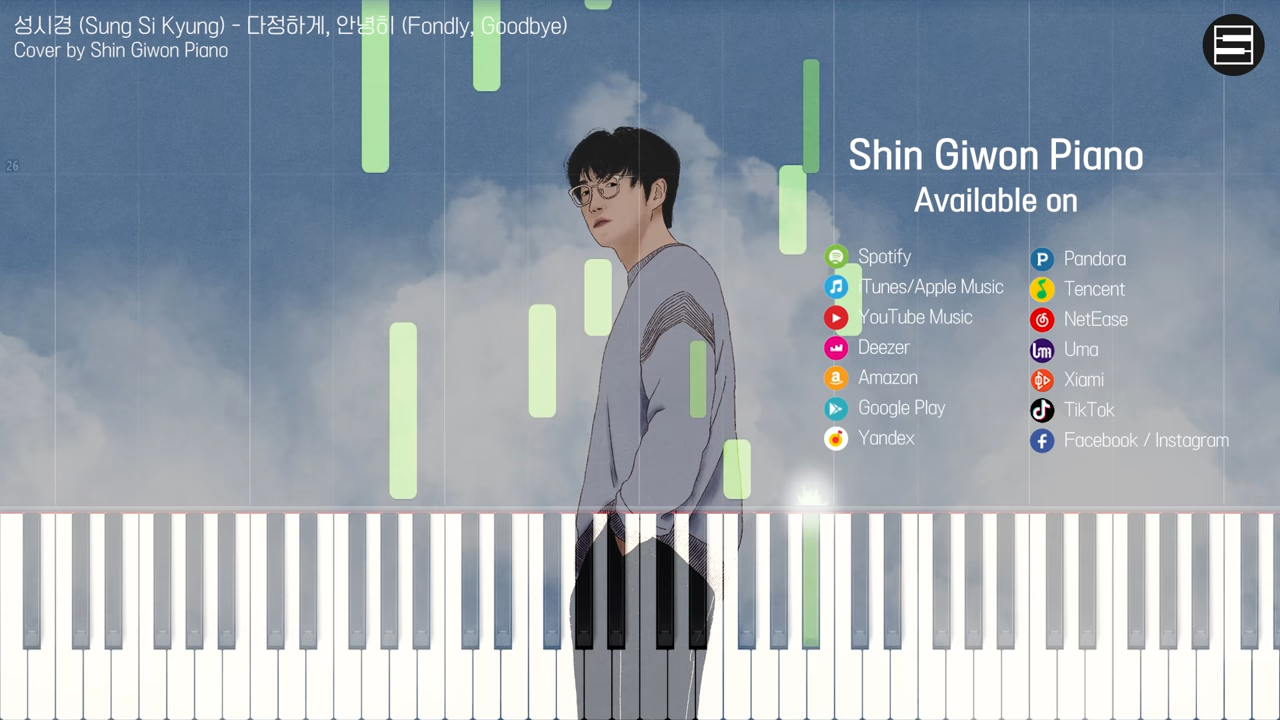 성시경 (Sung Si Kyung) - 다정하게, 안녕히 (Fondly, Goodbye)
Cover by Shin Giwon Piano
26
Shin Giwon Piano
Available on
Spotify
iTunes/Apple Music
YouTube Music
Deezer
Amazon
Google Play
Yandex
Pandora
Tencent
NetEase
Uma
Xiami
TikTok
Facebook / Instagram